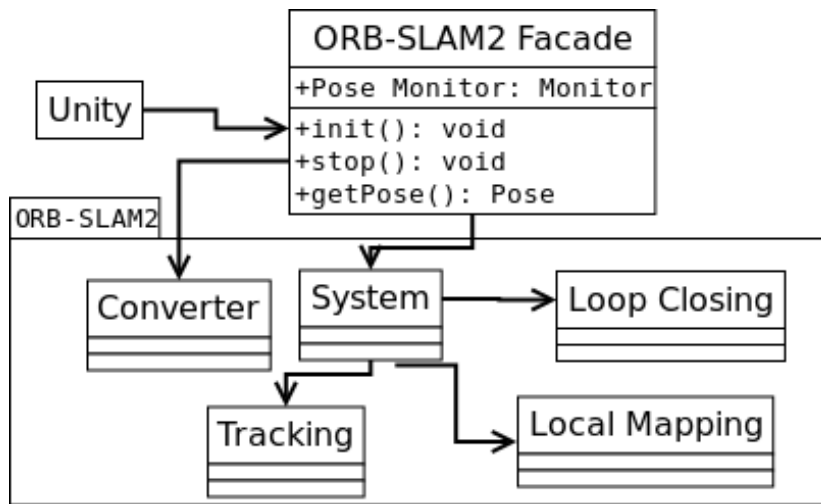 ORB-SLAM2 Facade
+Pose Monitor: Monitor
Unity
+init(): void
+stop(): void
+getPose(): Pose
ORB-SLAM2
Converter
System
Loop Closing
Tracking
Local Mapping